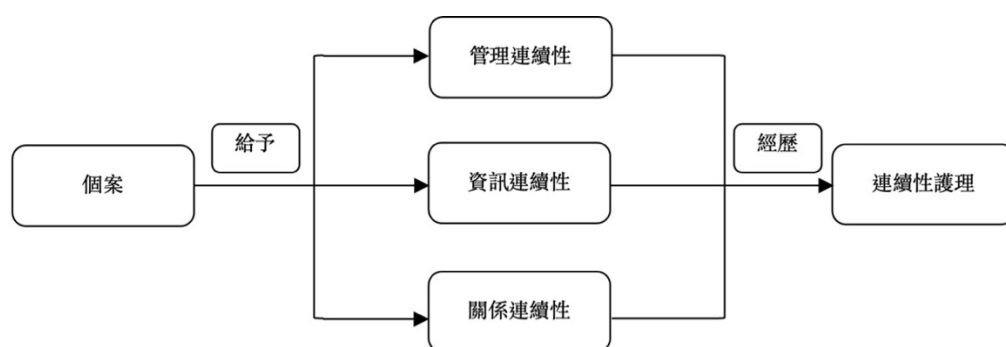 管理連續性
給予
經歷
個案
資訊連續性
連續性護理
關係連續性